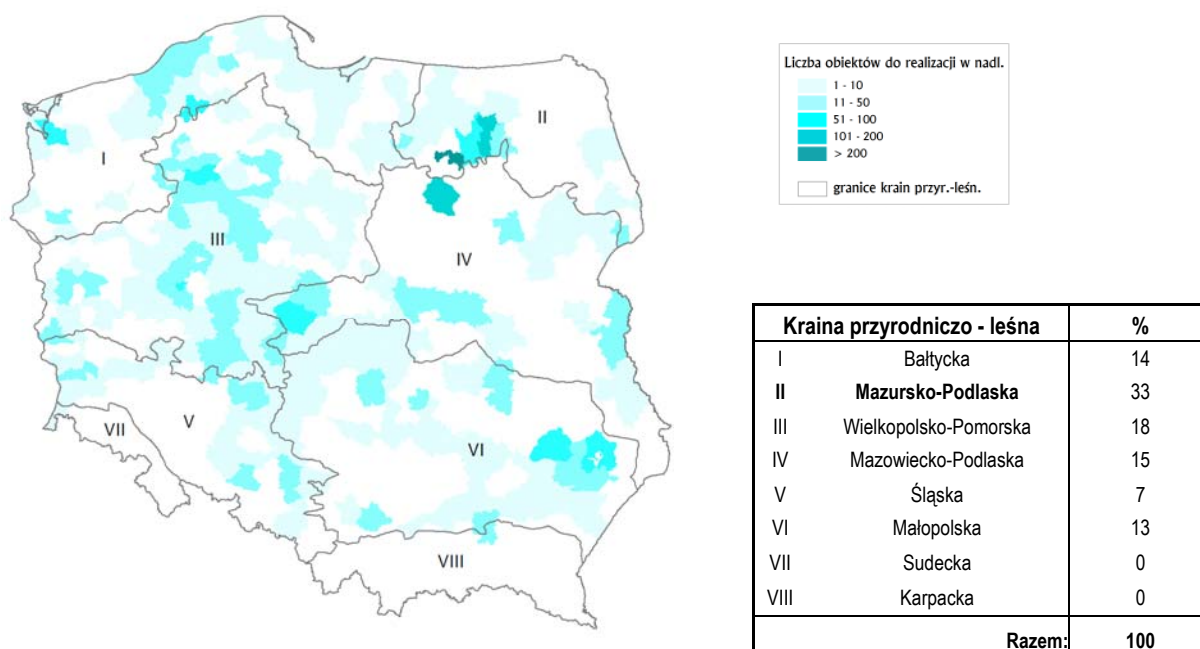 I
II
III
IV
V
VI
VII
VIII
Liczba obiektów do realizacji w nadl.
1 - 10
11 - 50
51 - 100
101 - 200
> 200
granice krain przyr.-leśn.
Kraina przyrodniczo - leśna %
I Bałtycka 14
II Mazursko-Podlaska 33
III Wielkopolsko-Pomorska 18
IV Mazowiecko-Podlaska 15
V Śląska 7
VI Małopolska 13
VII Sudecka 0
VIII Karpacka 0
Razem: 100